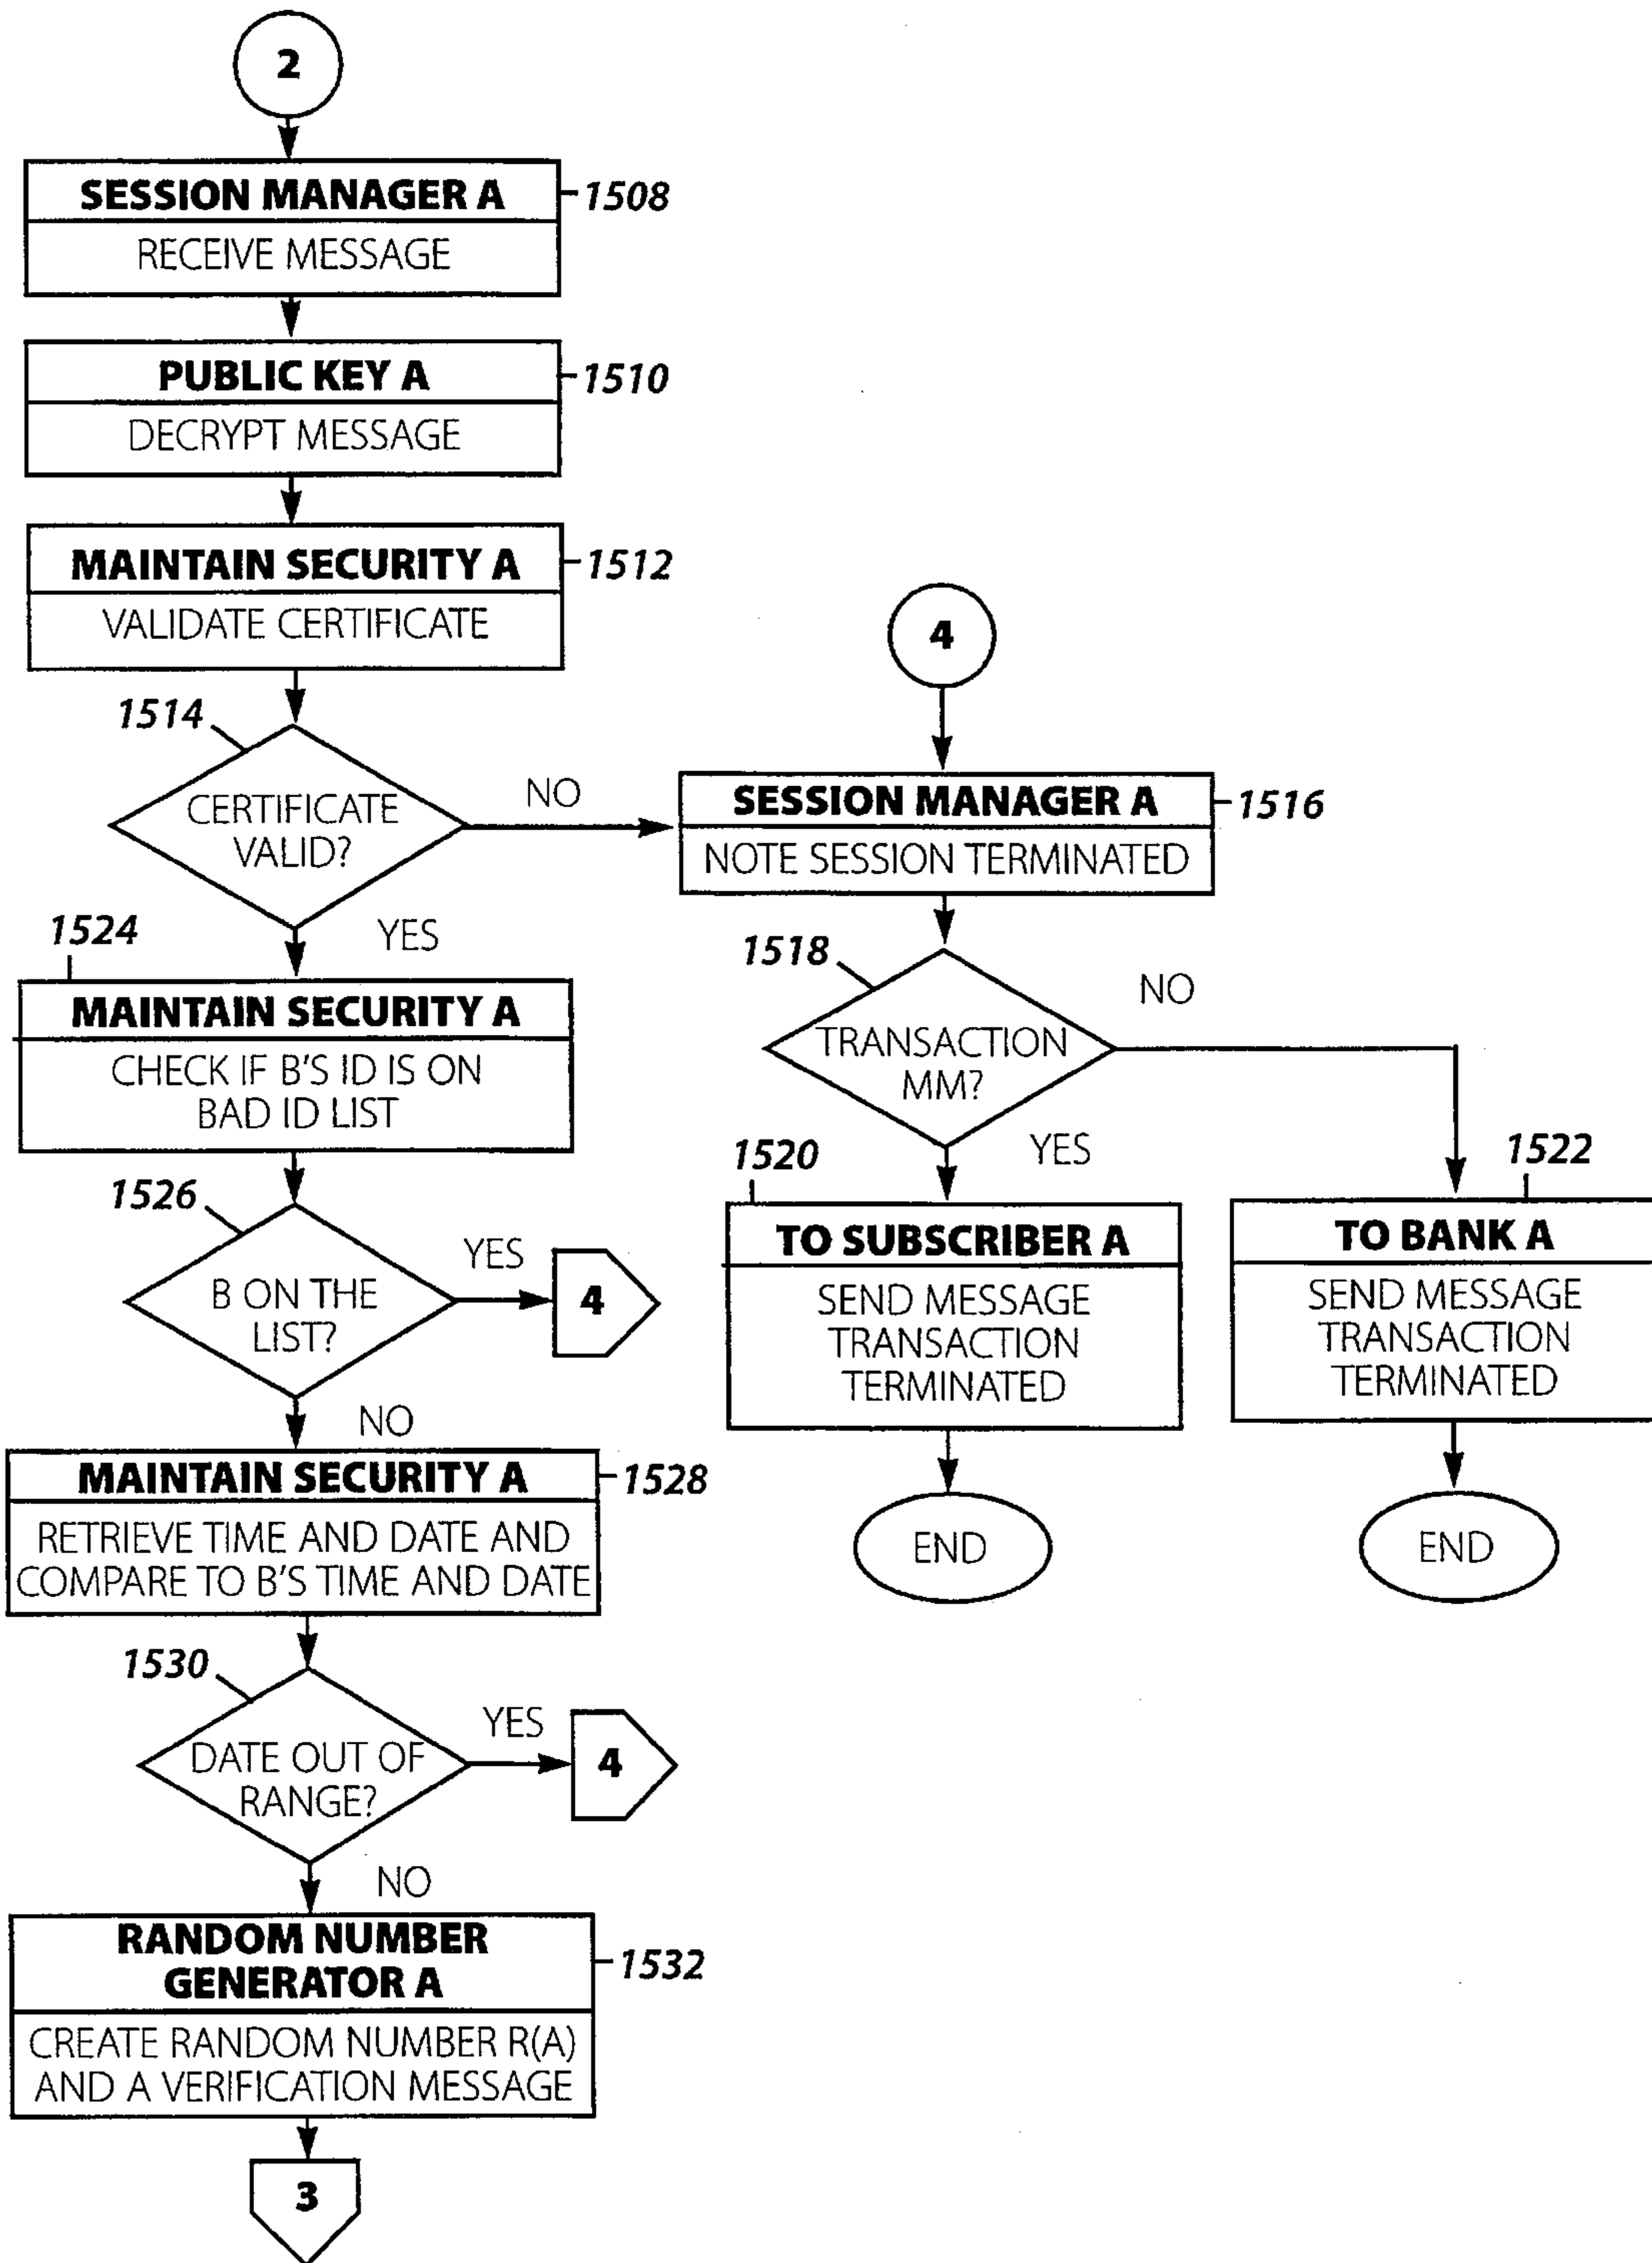 2
SESSION MANAGER A
1508
RECEIVE MESSAGE
PUBLIC KEY A
1510
DECRYPT MESSAGE
MAINTAIN SECURITY A
1512
VALIDATE CERTIFICATE
1514
CERTIFICATE
VALID?
NO
YES
4
SESSION MANAGER A
1516
NOTE SESSION TERMINATED
1518
TRANSACTION
MM?
NO
YES
1520
TO SUBSCRIBER A
SEND MESSAGE
TRANSACTION
TERMINATED
END
1522
TO BANK A
SEND MESSAGE
TRANSACTION
TERMINATED
END
1524
MAINTAIN SECURITY A
CHECK IF B'S ID IS ON
BAD ID LIST
1526
B ON THE
LIST?
YES
4
NO
MAINTAIN SECURITY A
1528
RETRIEVE TIME AND DATE AND
COMPARE TO B'S TIME AND DATE
1530
DATE OUT OF
RANGE?
YES
4
NO
RANDOM NUMBER
GENERATOR A
1532
CREATE RANDOM NUMBER R(A)
AND A VERIFICATION MESSAGE
3